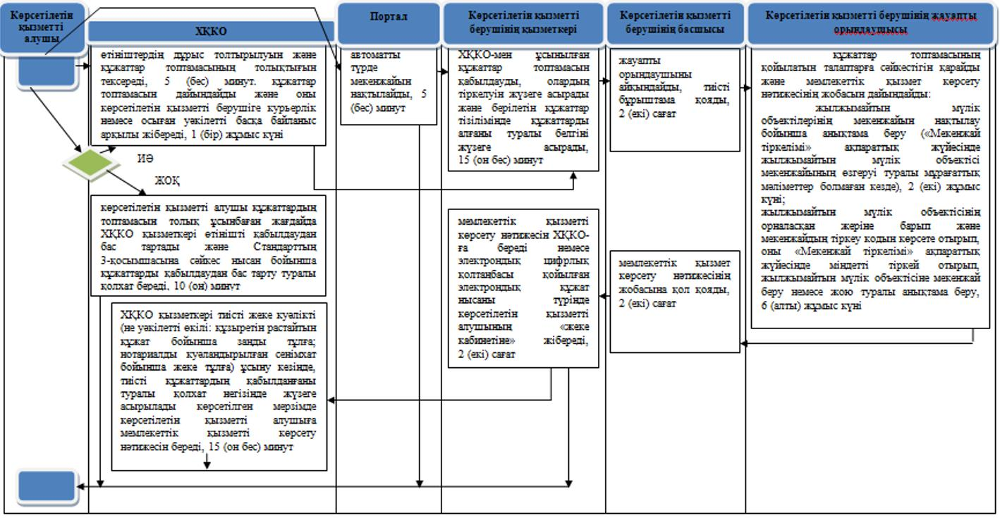 Көрсетілетін
қызметті
алушы
ХҚКО
Портал
Көрсетілетін қызметті
берушінің қызметкері
Көрсетілетін қызметті
берушінің басшысы
Көрсетілетін қызметті берушінің жауапты
орындаушысы
өтініштердің дұрыс толтырылуын және
құжаттар топтамасының толықтығын
тексереді, 5 (бес) минут. құжаттар
топтамасын дайындайды және оны
көрсетілетін қызметті берушіге курьерлік
немесе осыған уәкілетті басқа байланыс
арқылы жібереді, 1 (бір) жұмыс күні
ИӘ
ЖОҚ
көрсетілетін қызметті алушы құжаттардың
топтамасын толық ұсынбаған жағдайда
ХҚКО қызметкері өтінішті қабылдаудан
бас тартады және Стандарттың
3-қосымшасына сәйкес нысан бойынша
құжаттарды қабылдаудан бас тарту туралы
қолхат береді, 10 (он) минут
ХҚКО қызметкері тиісті жеке куәлікті
(не уәкілетті өкілі: құзыретін растайтын
құжат бойынша заңды тұлға;
нотариалды куәландырылған сенімхат
бойынша жеке тұлға) ұсыну кезінде,
тиісті құжаттардың қабылданғаны
туралы қолхат негізінде жүзеге
асырылады көрсетілген мерзімде
көрсетілетін қызметті алушыға
мемлекеттік қызметті көрсету
нәтижесін береді, 15 (он бес) минут
автоматты
түрде
мекенжайын
нақтылайды, 5
(бес) минут
ХҚКО-мен ұсынылған
құжаттар топтамасын
қабылдауды, олардың
тіркелуін жүзеге асырады
және берілетін құжаттар
тізілімінде құжаттарды
алғаны туралы белгіні
жүзеге асырады,
15 (он бес) минут
мемлекеттік қызметті
көрсету нәтижесін ХҚКО-
ға береді немесе
электрондық цифрлық
қолтаңбасы қойылған
электрондық құжат
нысаны түрінде
көрсетілетін қызметті
алушының «жеке
кабинетіне» жібереді,
2 (екі) сағат
жауапты
орындаушыны
айқындайды, тиісті
бұрыштама қояды,
2 (екі) сағат
мемлекеттік қызмет
көрсету нәтижесінің
жобасына қол қояды,
2 (екі) сағат
құжаттар топтамасының
қойылатын талаптарға сәйкестігін қарайды
және мемлекеттік қызмет көрсету
нәтижесінің жобасын дайындайды:
жылжымайтын мүлік
объектілерінің мекенжайын нақтылау
бойынша анықтама беру («Мекенжай
тіркелімі» ақпараттық жүйесінде
жылжымайтын мүлік объектісі
мекенжайының өзгеруі туралы мұрағаттық
мәліметтер болмаған кезде), 2 (екі) жұмыс
күні;
жылжымайтын мүлік объектісінің
орналасқан жеріне барып және
мекенжайдың тіркеу кодын көрсете отырып,
оны «Мекенжай тіркелімі» ақпараттық
жүйесінде міндетті тіркей отырып,
жылжымайтын мүлік объектісіне мекенжай
беру немесе жою туралы анықтама беру,
6 (алты) жұмыс күні